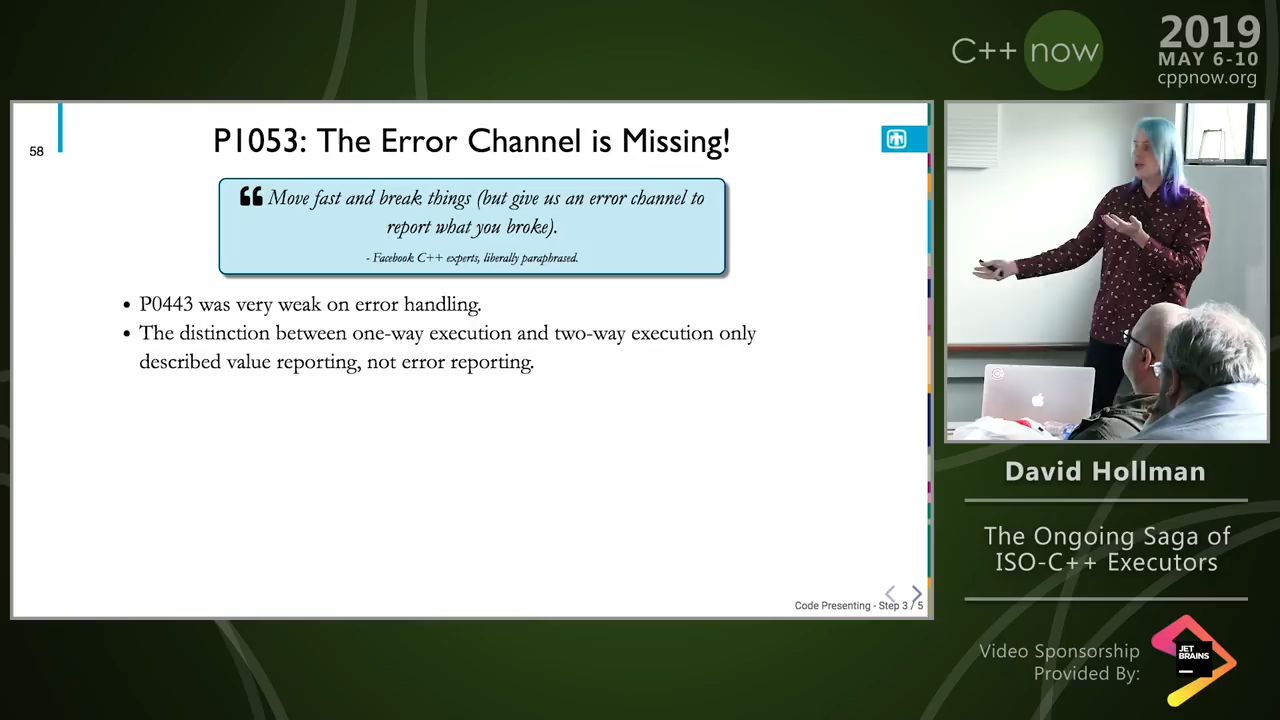 C++ now
2019
MAY 6-10
cppnow.org
58
P1053: The Error Channel is Missing!
❝ Move fast and break things (but give us an error channel to
report what you broke).
- Facebook C++ experts, liberally paraphrased.
• P0443 was very weak on error handling.
• The distinction between one-way execution and two-way execution only
described value reporting, not error reporting.
Code Presenting - Step 3 / 5
David Hollman
The Ongoing Saga of
ISO-C++ Executors
Video Sponsorship
Provided By:
JET
BRAINS